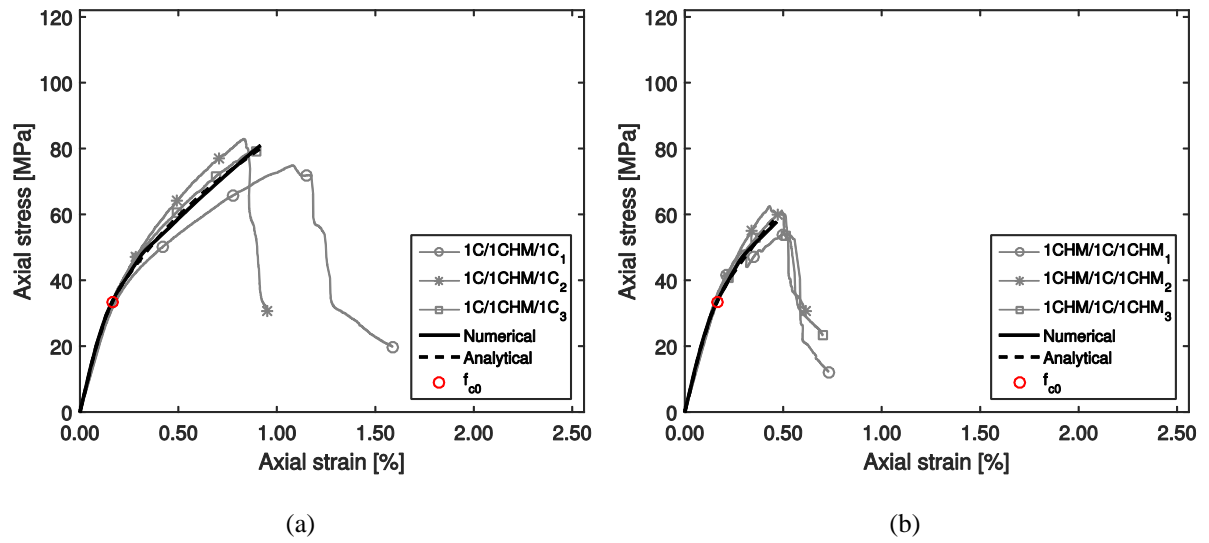 120
100
80
60
40
20
0
Axial stress [MPa]
0.00 0.50 1.00 1.50 2.00 2.50
Axial strain [%]
1C/1CHM/1C1
1C/1CHM/1C2
1C/1CHM/1C3
Numerical
Analytical
fc0
(a)
120
100
80
60
40
20
0
Axial stress [MPa]
0.00 0.50 1.00 1.50 2.00 2.50
Axial strain [%]
1CHM/1C/1CHM1
1CHM/1C/1CHM2
1CHM/1C/1CHM3
Numerical
Analytical
fc0
(b)